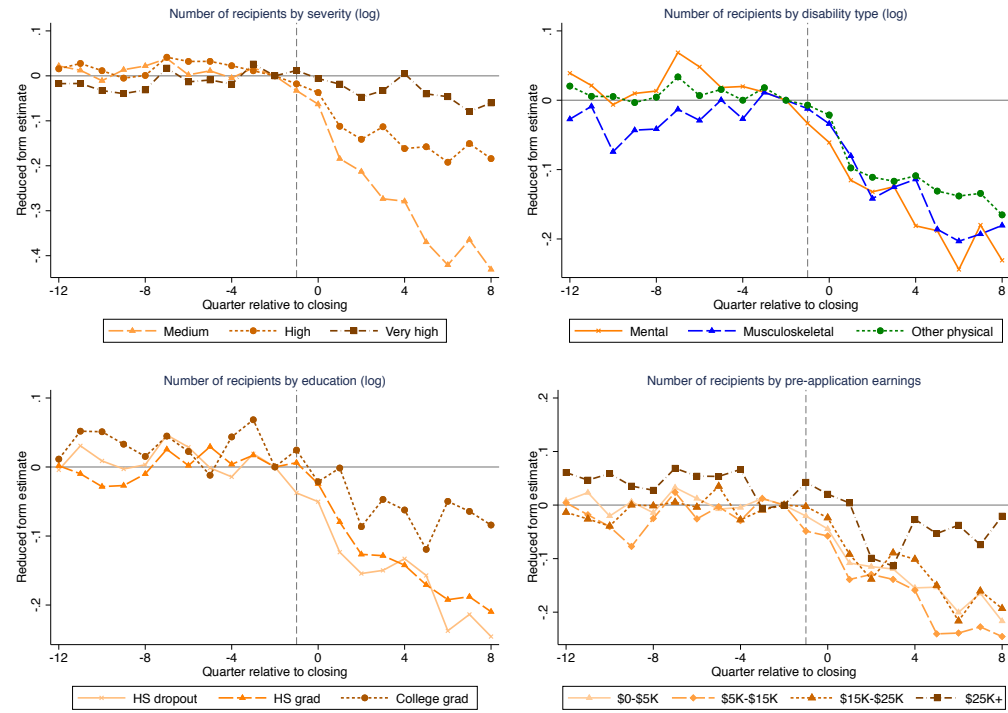 Number of recipients by severity (log)
Reduced form estimate
.1
0
-.1
-.2
-.3
-.4
-12
-8
-4
0
4
8
Quarter relative to closing
Medium
High
Very high
Number of recipients by disability type (log)
Reduced form estimate
.1
0
-.1
-.2
-12
-8
-4
0
4
8
Quarter relative to closing
Mental
Musculoskeletal
Other physical
Number of recipients by education (log)
Reduced form estimate
.1
0
-.1
-.2
-12
-8
-4
0
4
8
Quarter relative to closing
HS dropout
HS grad
College grad
Number of recipients by pre-application earnings
Reduced form estimate
0.2
0.1
0
-0.1
-0.2
-12
-8
-4
0
4
8
Quarter relative to closing
$0-$5K
$5K-$15K
$15K-$25K
$25K+